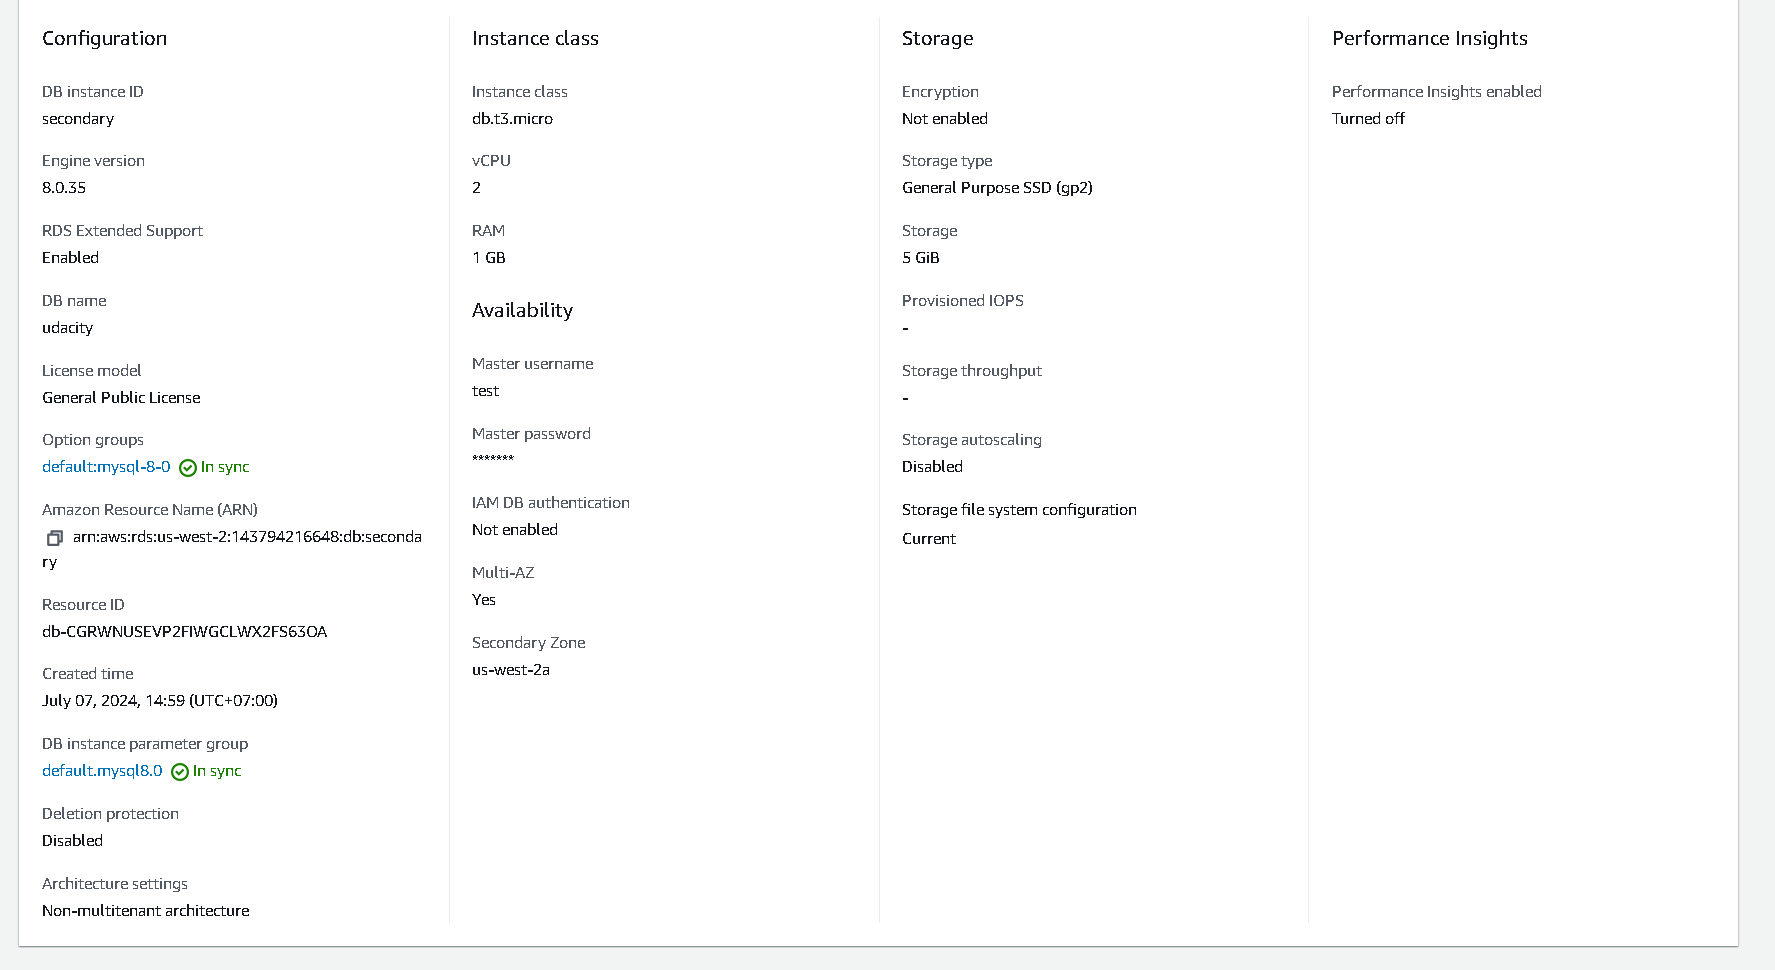 Configuration
DB instance ID
secondary
Engine version
8.0.35
RDS Extended Support
Enabled
DB name
udacity
License model
General Public License
Option groups
default:mysql-8-0 In sync
Amazon Resource Name (ARN)
arn:aws:rds:us-west-2:143794216648:db:seconda
ry
Resource ID
db-CGRWNUSEVP2FIWGCLWX2FS63OA
Created time
July 07, 2024, 14:59 (UTC+07:00)
DB instance parameter group
default.mysql8.0 In sync
Deletion protection
Disabled
Architecture settings
Non-multitenant architecture
Instance class
Instance class
db.t3.micro
vCPU
2
RAM
1 GB
Availability
Master username
test
Master password
*******
IAM DB authentication
Not enabled
Multi-AZ
Yes
Secondary Zone
us-west-2a
Storage
Encryption
Not enabled
Storage type
General Purpose SSD (gp2)
Storage
5 GiB
Provisioned IOPS
-
Storage throughput
-
Storage autoscaling
Disabled
Storage file system configuration
Current
Performance Insights
Performance Insights enabled
Turned off